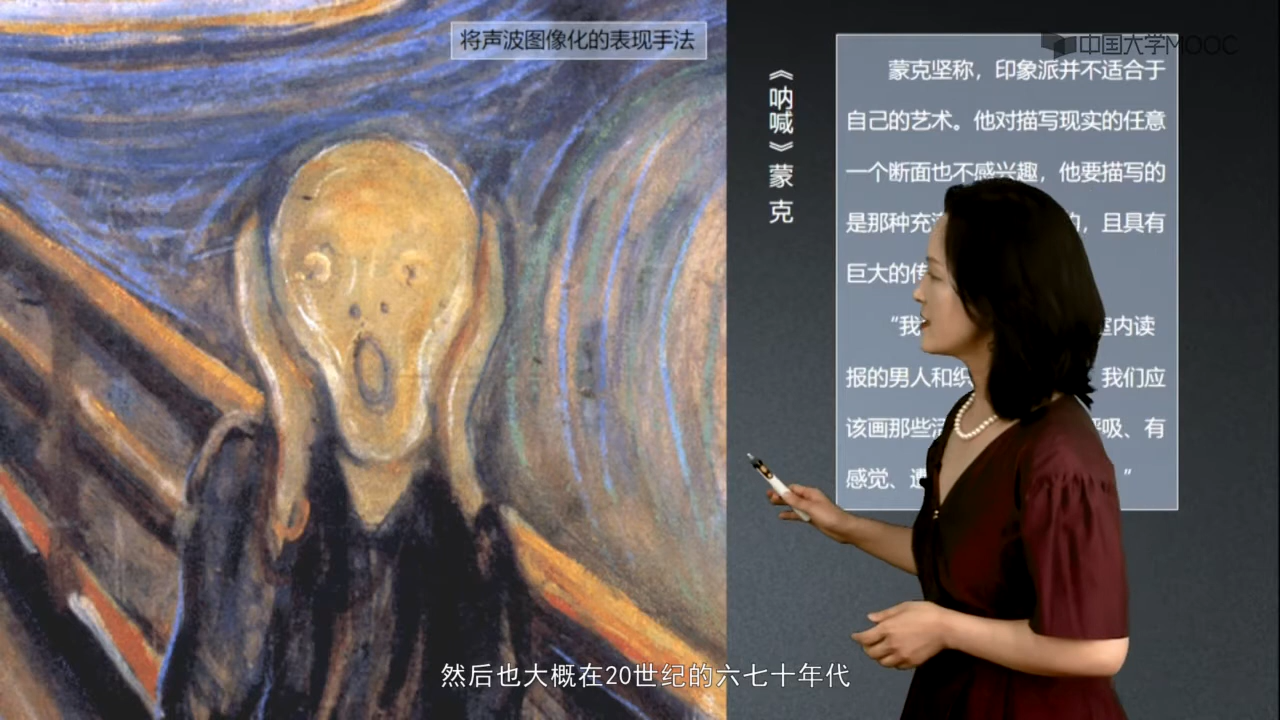 将声波图像化的表现手法
中国大学MOOC
《呐喊》蒙克
蒙克坚称，印象派并不适合于
自己的艺术。他对描写现实的任意
一个断面也不感兴趣，他要描写的
是那种充 的，且具有
巨大的传
“我 室内读
报的男人和织 我们应
该画那些活 呼吸、有
感觉、遭 ”
然后也大概在20世纪的六七十年代